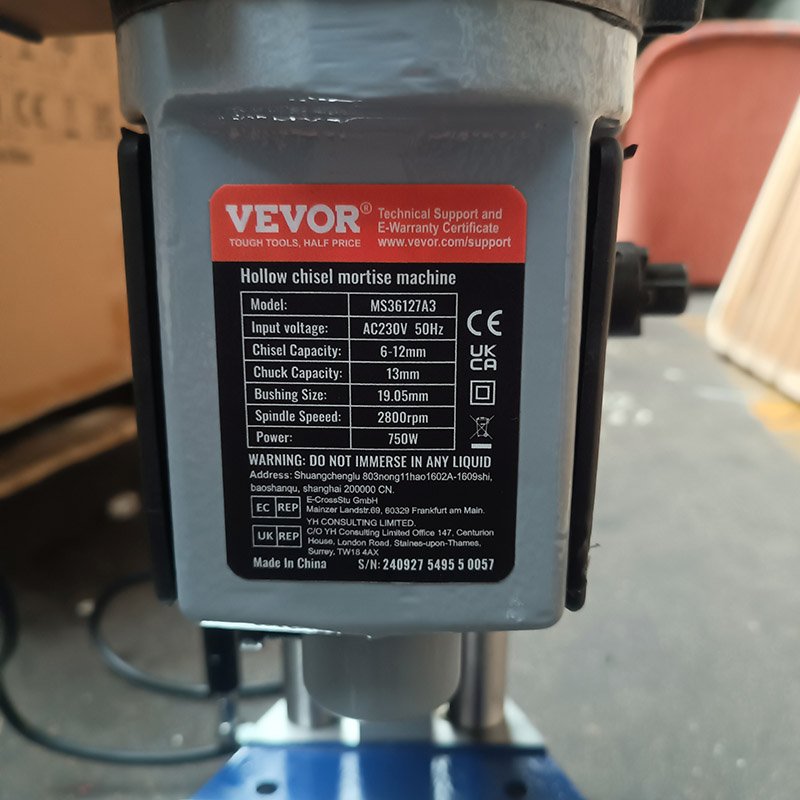 VEVOR®
TOUGH TOOLS, HALF PRICE
Technical Support and
E-Warranty Certificate
www.vevor.com/support
Hollow chisel mortise machine
Model: MS36127A3
Input voltage: AC230V 50Hz
Chisel Capacity: 6-12mm
Chuck Capacity: 13mm
Bushing Size: 19.05mm
Spindle Speeed: 2800rpm
Power: 750W
CE
UK
CA
WARNING: DO NOT IMMERSE IN ANY LIQUID
Address: Shuangchenglu 803nong11hao1602A-1609shi,
baoshanqu, shanghai 200000 CN.
EC REP
E-CrossStu GmbH
Mainzer Landstr.69, 60329 Frankfurt am Main.
UK REP
YH CONSULTING LIMITED.
C/O YH Consulting Limited Office 147, Centurion
House, London Road, Staines-upon-Thames,
Surrey, TW18 4AX
Made In China S/N: 240927 5495 5 0057
CE